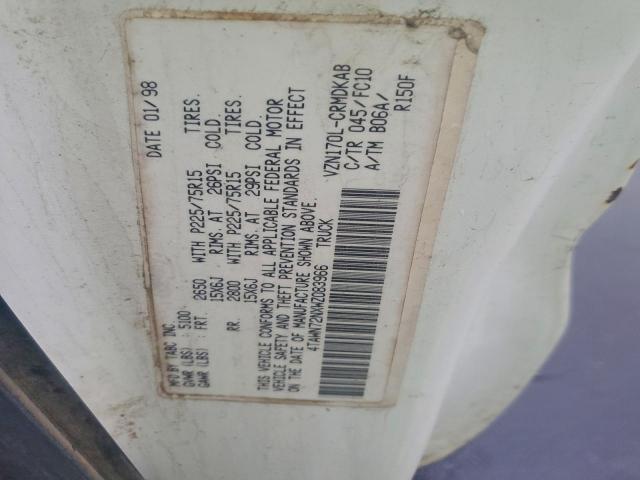 MFD BY TABC INC. DATE 01/98
GVWR (LBS) : 5100
GAWR (LBS) : FRT. 2650 WITH P225/75R15 TIRES.
15X6J RIMS. AT 26PSI COLD.
RR. 2800 WITH P225/75R15 TIRES.
15X6J RIMS. AT 29PSI COLD.
THIS VEHICLE CONFORMS TO ALL APPLICABLE FEDERAL MOTOR
VEHICLE SAFETY AND THEFT PREVENTION STANDARDS IN EFFECT
ON THE DATE OF MANUFACTURE SHOWN ABOVE.
4TAWN72NXWZ083966 TRUCK
VZN170L-CRMDKAB
C/TR 045/FC10
A/TM B06A/
R150F